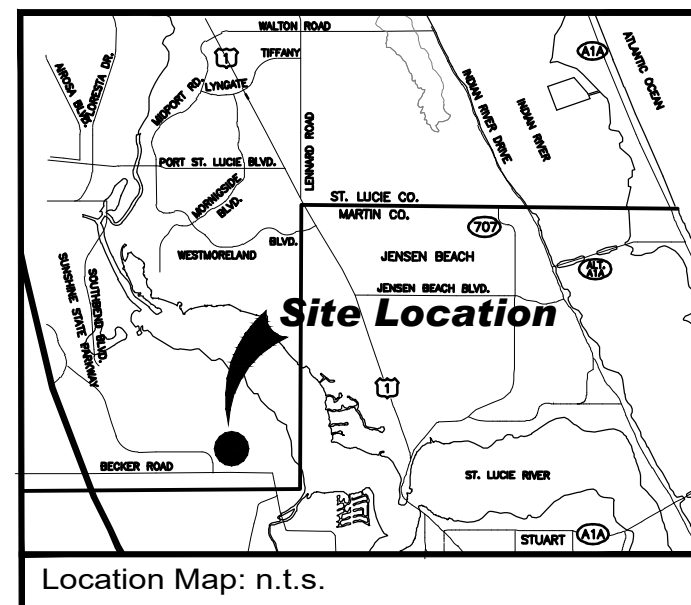 WALTON ROAD
TIFFANY
1
LYNGATE
MIDPORT RD.
AIROSA BLVD.
FLORESTA DR.
A1A
ATLANTIC OCEAN
INDIAN RIVER DRIVE
INDIAN RIVER
LENNARD ROAD
PORT ST. LUCIE BLVD.
MORNIGSIDE
BLVD.
ST. LUCIE CO.
MARTIN CO.
707
WESTMORELAND
BLVD.
JENSEN BEACH
ALT.
A1A
JENSEN BEACH BLVD.
SOUTHBEND BLVD.
SUNSHINE STATE PARKWAY
Site Location
1
BECKER ROAD
ST. LUCIE RIVER
STUART
A1A
Location Map: n.t.s.